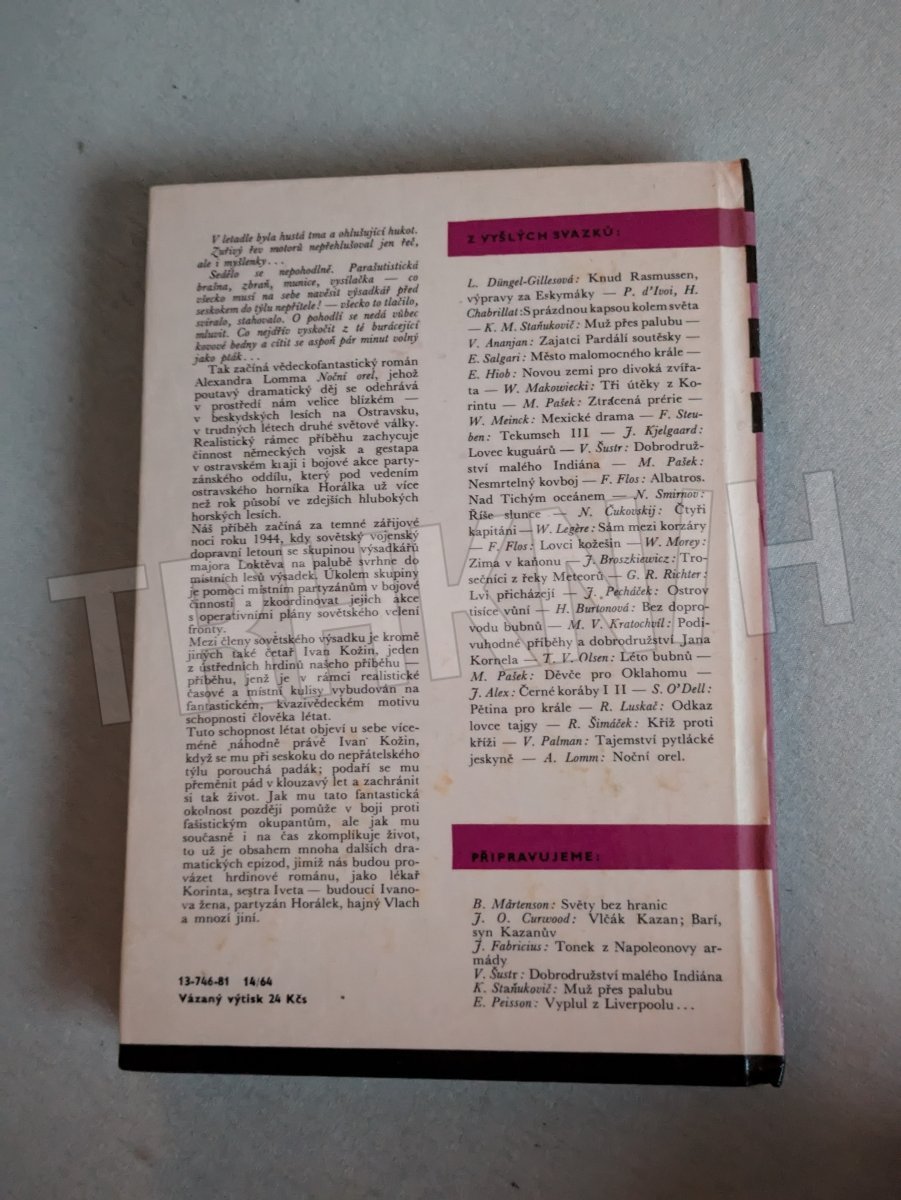 V letadle byla hustá tma a ohlušující hukot.
Zuřivý řev motorů nepřehlušoval jen řeč,
ale i myšlenky...
Sedělo se nepohodlně. Parašutistická
brašna, zbraň, munice, vysílačka — co
všecko musí na sebe navěsit výsadkář před
seskokem do týlu nepřítele! — všecko to tlačilo,
svíralo, stahovalo. O pohodlí se nedá vůbec
mluvit. Co nejdřív vyskočit z té burácející
kovové bedny a cítit se aspoň pár minut volný
jako pták...
Tak začíná vědeckofantastický román
Alexandra Lomma Noční orel, jehož
poutavý dramatický děj se odehrává
v prostředí nám velice blízkém —
v beskydských lesích na Ostravsku,
v trudných létech druhé světové války.
Realistický rámec příběhu zachycuje
činnost německých vojsk a gestapa
v ostravském kraji i bojové akce party-
zánského oddílu, který pod vedením
ostravského horníka Horálka už více
než rok působí ve zdejších hlubokých
horských lesích.
Náš příběh začíná za temné zářijové
noci roku 1944, kdy sovětský vojenský
dopravní letoun se skupinou výsadkářů
majora Loktěva na palubě svrhne do
místních lesů výsadek. Úkolem skupiny
je pomoci místním partyzánům v bojové
činnosti a zkoordinovat jejich akce
s operativními plány sovětského velení
fronty.
Mezi členy sovětského výsadku je kromě
jiných také četař Ivan Kožin, jeden
z ústředních hrdinů našeho příběhu —
příběhu, jenž je v rámci realistické
časové a místní kulisy vybudován na
fantastickém, kvazivědeckém motivu
schopnosti člověka létat.
Tuto schopnost létat objeví u sebe více-
méně náhodně právě Ivan Kožin,
když se mu při seskoku do nepřátelského
týlu porouchá padák; podaří se mu
přeměnit pád v klouzavý let a zachránit
si tak život. Jak mu tato fantastická
okolnost později pomůže v boji proti
fašistickým okupantům, ale jak mu
současně i na čas zkomplikuje život,
to už je obsahem mnoha dalších dra-
matických epizod, jimiž nás budou pro-
vázet hrdinové románu, jako lékař
Korinta, sestra Iveta — budoucí Ivano-
va žena, partyzán Horálek, hajný Vlach
a mnozí jiní.
13-746-81 14/64
Vázaný výtisk 24 Kčs
Z VYŠLÝCH SVAZKŮ:
L. Düngel-Gillesová: Knud Rasmussen,
výpravy za Eskymáky — P. d'Ivoi, H.
Chabrillat: S prázdnou kapsou kolem světa
— K. M. Staňukovič: Muž přes palubu —
V. Ananjan: Zajatci Pardálí soutěsky —
E. Salgari: Město malomocného krále —
E. Hiob: Novou zemi pro divoká zvířa-
ta — W. Makowiecki: Tři útěky z Ko-
rintu — M. Pašek: Ztracená prérie —
W. Meinck: Mexické drama — F. Steu-
ben: Tekumseh III — J. Kjelgaard:
Lovec kuguárů — V. Šustr: Dobrodruž-
ství malého Indiána — M. Pašek:
Nesmrtelný kovboj — F. Flos: Albatros.
Nad Tichým oceánem — N. Smirnov:
Říše slunce — N. Čukovskij: Čtyři
kapitáni — W. Legère: Sám mezi korzáry
— F. Flos: Lovci kožešin — W. Morey:
Zima v kaňonu — J. Broszkiewicz: Tro-
sečníci z řeky Meteorů — G. R. Richter:
Lvi přicházejí — J. Pecháček: Ostrov
tisíce vůní — H. Burtonová: Bez dopro-
vodu bubnů — M. V. Kratochvíl: Podi-
vuhodné příběhy a dobrodružství Jana
Kornela — T. V. Olsen: Léto bubnů —
M. Pašek: Děvče pro Oklahomu —
J. Alex: Černé koráby I II — S. O'Dell:
Pětina pro krále — R. Luskač: Odkaz
lovce tajgy — R. Šimáček: Kříž proti
kříži — V. Palman: Tajemství pytlácké
jeskyně — A. Lomm: Noční orel.
PŘIPRAVUJEME:
B. Mårtenson: Světy bez hranic
J. O. Curwood: Vlčák Kazan; Barí,
syn Kazanův
J. Fabricius: Tonek z Napoleonovy ar-
mády
V. Šustr: Dobrodružství malého Indiána
K. Staňukovič: Muž přes palubu
E. Peisson: Vyplul z Liverpoolu...